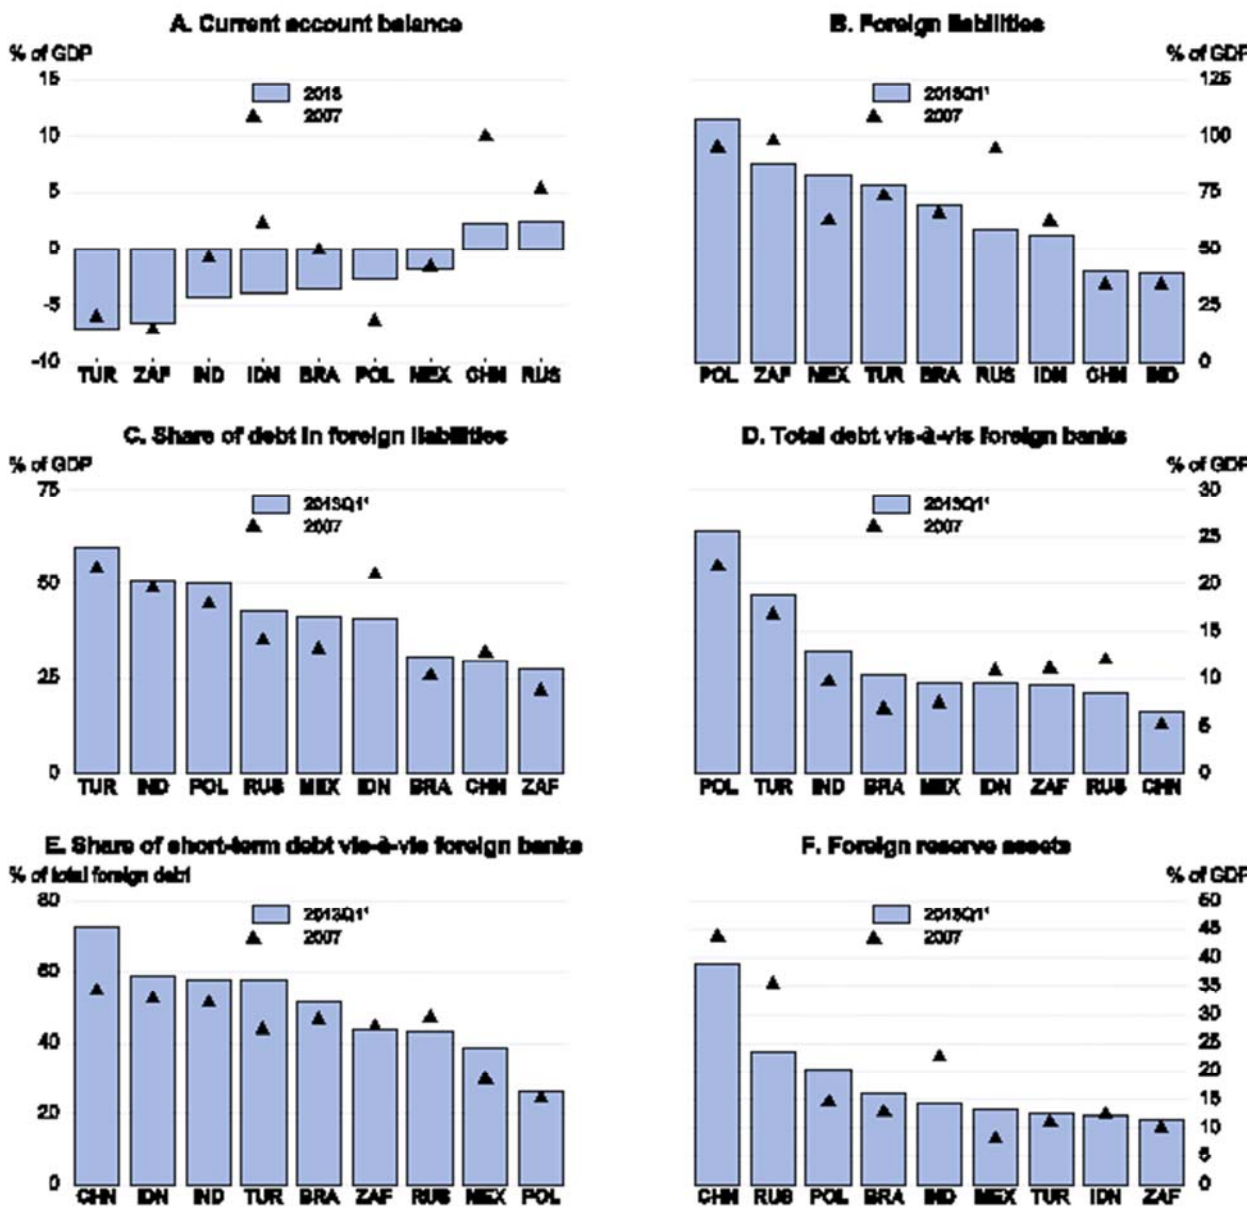 A. Current account balance
% of GDP
15
10
5
0
-5
-10
2013
2007
TUR ZAF IND IDN BRA POL MEX CHN RUS
B. Foreign liabilities
% of GDP
125
100
75
50
25
0
2013Q1¹
2007
POL ZAF MEX TUR BRA RUS IDN CHN IND
C. Share of debt in foreign liabilities
% of GDP
75
50
25
0
2013Q1¹
2007
TUR IND POL RUS MEX IDN BRA CHN ZAF
D. Total debt vis-à-vis foreign banks
% of GDP
30
25
20
15
10
5
0
2013Q1¹
2007
POL TUR IND BRA MEX IDN ZAF RUS CHN
E. Share of short-term debt vis-à-vis foreign banks
% of total foreign debt
80
60
40
20
0
2013Q1¹
2007
CHN IDN IND TUR BRA ZAF RUS MEX POL
F. Foreign reserve assets
% of GDP
50
45
40
35
30
25
20
15
10
5
0
2013Q1¹
2007
CHN RUS POL BRA IND MEX TUR IDN ZAF